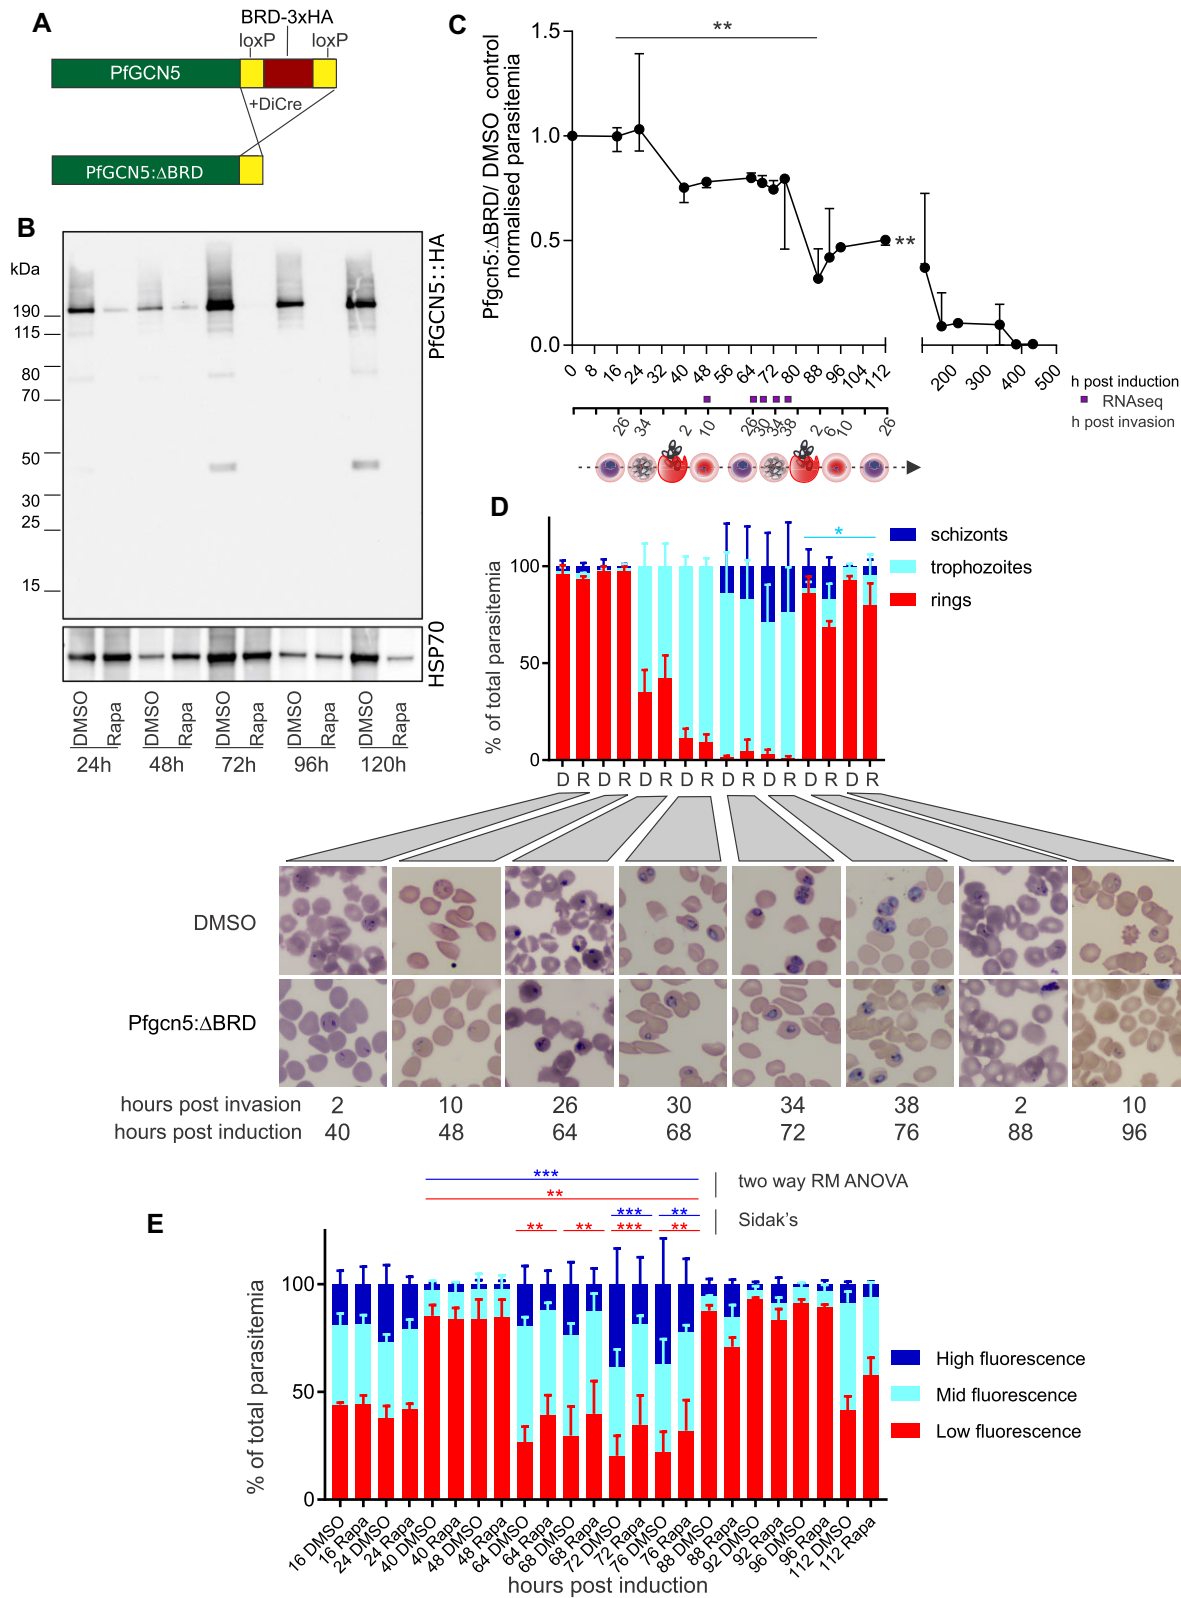 A
BRD-3xHA
loxP
loxP
PfGCN5
+DiCre
PfGCN5:ΔBRD
B
kDa
190
115
80
70
50
30
25
15
PfGCN5::HA
HSP70
DMSO
Rapa
DMSO
Rapa
DMSO
Rapa
DMSO
Rapa
DMSO
Rapa
24h
48h
72h
96h
120h
C
Pfgcn5:ΔBRD/ DMSO control
normalised parasitemia
1.5
1.0
0.5
0.0
**
**
0 8 16 24 32 40 48 56 64 72 80 88 96 104 112
200 300 400 500
h post induction
RNAseq
h post invasion
26 34 2 10 26 30 34 38 2 6 10 26
D
% of total parasitemia
100
50
0
*
schizonts
trophozoites
rings
D R D R D R D R D R D R D R D R
DMSO
Pfgcn5:ΔBRD
hours post invasion 2 10 26 30 34 38 2 10
hours post induction 40 48 64 68 72 76 88 96
E
***
two way RM ANOVA
**
*** **
Sidak's
** ** *** **
% of total parasitemia
100
50
0
High fluorescence
Mid fluorescence
Low fluorescence
16 DMSO
16 Rapa
24 DMSO
24 Rapa
40 DMSO
40 Rapa
48 DMSO
48 Rapa
64 DMSO
64 Rapa
68 DMSO
68 Rapa
72 DMSO
72 Rapa
76 DMSO
76 Rapa
88 DMSO
88 Rapa
92 DMSO
92 Rapa
96 DMSO
96 Rapa
112 DMSO
112 Rapa
hours post induction